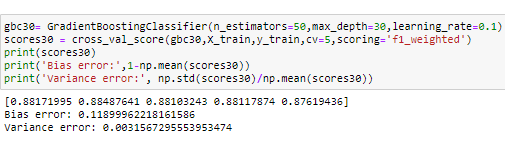 gbc30= GradientBoostingClassifier(n_estimators=50,max_depth=30,learning_rate=0.1)
scores30 = cross_val_score(gbc30,X_train,y_train,cv=5,scoring='f1_weighted')
print(scores30)
print('Bias error:',1-np.mean(scores30))
print('Variance error:', np.std(scores30)/np.mean(scores30))
[0.88171995 0.88487641 0.88103243 0.88117874 0.87619436]
Bias error: 0.11899962218161586
Variance error: 0.0031567295553953474